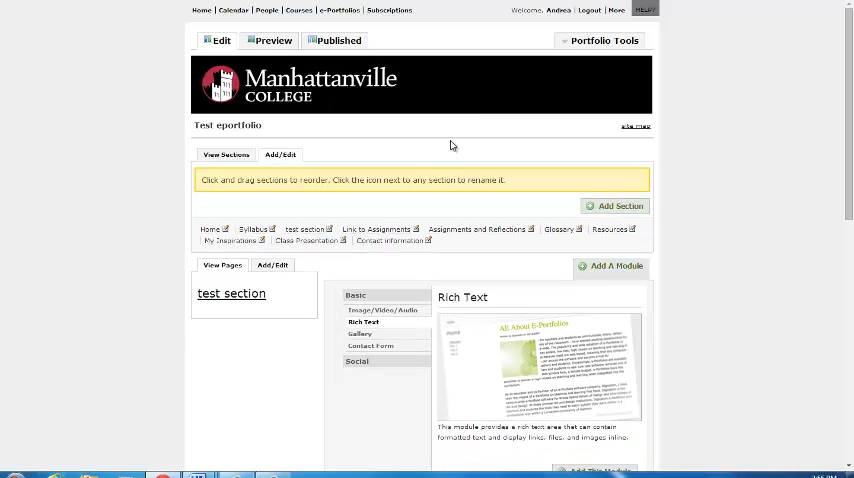 Home | Calendar | People | Courses | e-Portfolios | Subscriptions
Welcome, Andrea | Logout | More
HELP?
Edit
Preview
Published
Portfolio Tools
Manhattanville
COLLEGE
Test eportfolio
site map
View Sections
Add/Edit
Click and drag sections to reorder. Click the icon next to any section to rename it.
Add Section
Home | Syllabus | test section | Link to Assignments | Assignments and Reflections | Glossary | Resources |
My Inspirations | Class Presentation | Contact information
View Pages
Add/Edit
Add A Module
test section
Basic
Image/Video/Audio
Rich Text
Gallery
Contact Form
Social
Rich Text
All About E-Portfolios
This module provides a rich text area that can contain
formatted text and display links, files, and images inline.
Add This Module